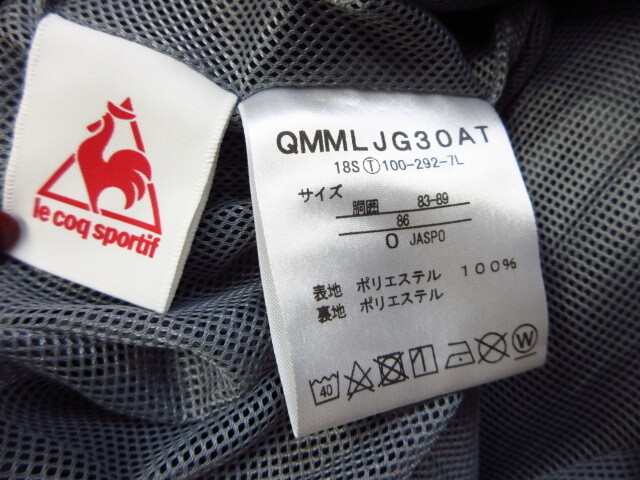 le coq sportif
QMMLJG30AT
18S Ⓣ 100-292-7L
サイズ
胴囲 83-89
86
O JASPO
表地 ポリエステル 100%
裏地 ポリエステル
40 W